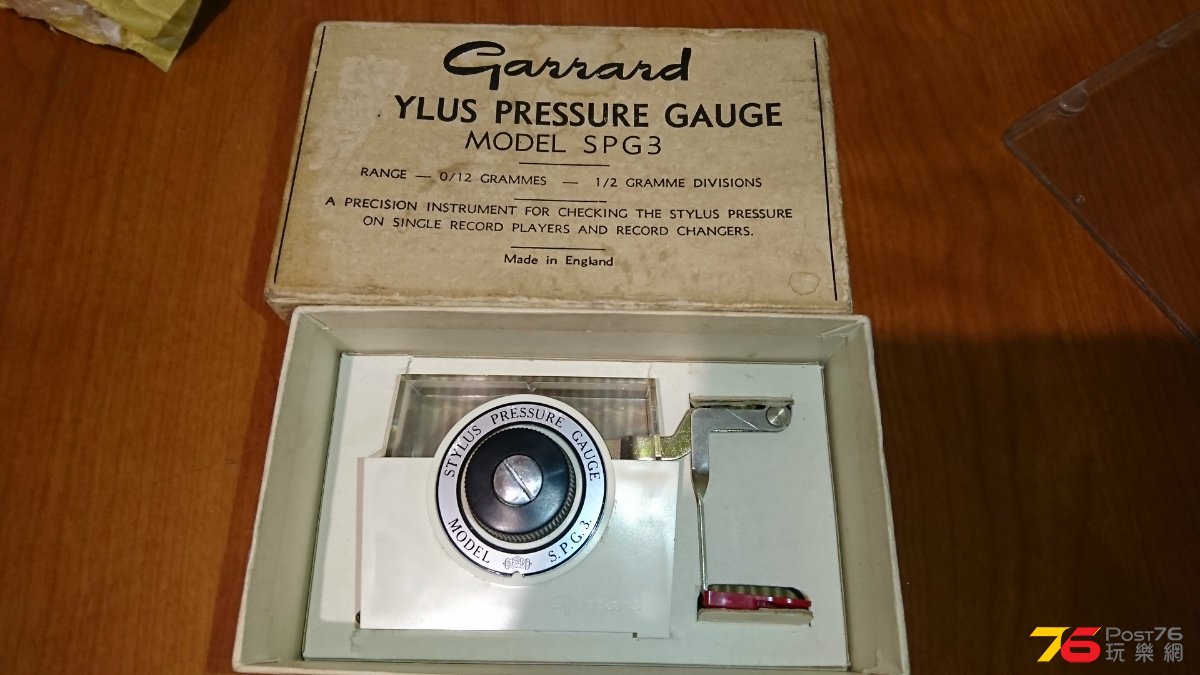 Garrard
YLUS PRESSURE GAUGE
MODEL SPG3
RANGE — 0/12 GRAMMES — 1/2 GRAMME DIVISIONS
A PRECISION INSTRUMENT FOR CHECKING THE STYLUS PRESSURE
ON SINGLE RECORD PLAYERS AND RECORD CHANGERS.
Made in England
STYLUS PRESSURE GAUGE
MODEL S.P.G.3.
Garrard
76 POST76
玩樂網